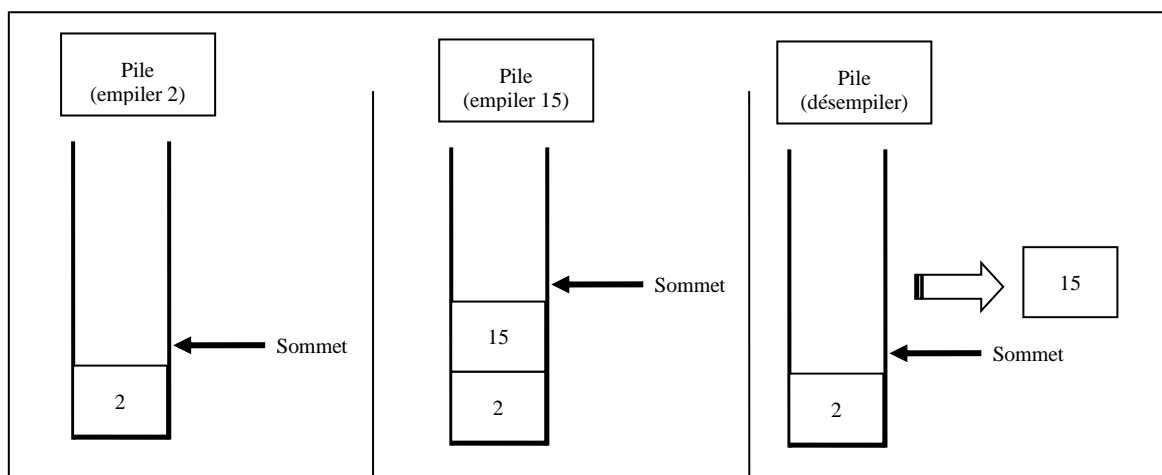 Pile
(empiler 2)
Pile
(empiler 15)
Pile
(désempiler)
Sommet
2
Sommet
15
2
15
Sommet
2